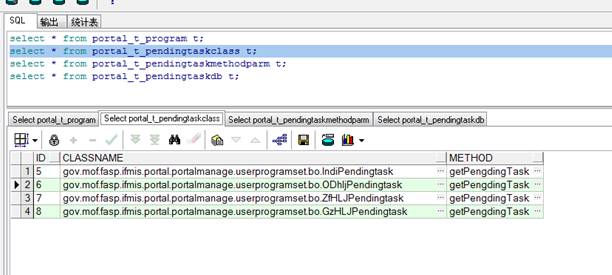 SQL 输出 统计表
select * from portal_t_program t;
select * from portal_t_pendingtaskclass t;
select * from portal_t_pendingtaskmethodparm t;
select * from portal_t_pendingtaskdb t;
Select portal_t_program Select portal_t_pendingtaskclass Select portal_t_pendingtaskmethodparm Select portal_t_pendingtaskdb
ID CLASSNAME METHOD
1 5 gov.mof.fasp.ifmis.portal.portalmanage.userprogramset.bo.IndiPendingtask ... getPengdingTask ...
2 6 gov.mof.fasp.ifmis.portal.portalmanage.userprogramset.bo.ODhljPendingtask ... getPengdingTask ...
3 7 gov.mof.fasp.ifmis.portal.portalmanage.userprogramset.bo.ZfHLJPendingtask ... getPengdingTask ...
4 8 gov.mof.fasp.ifmis.portal.portalmanage.userprogramset.bo.GzHLJPendingtask ... getPengdingTask ...